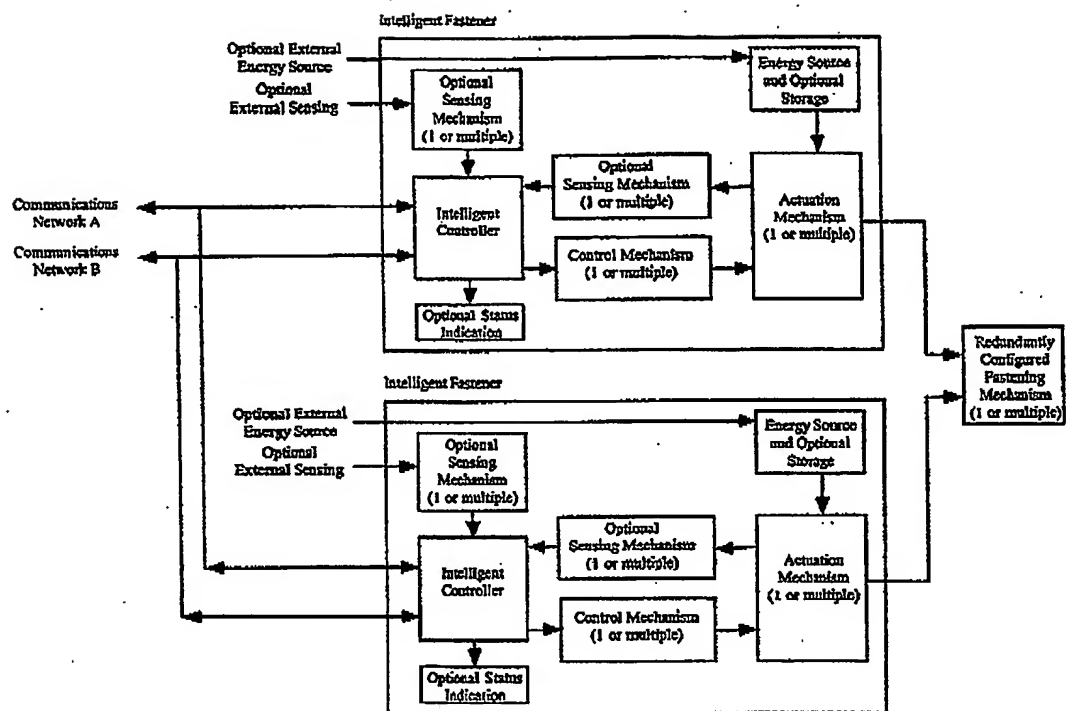 Intelligent Fastener
Optional External
Energy Source
Optional
External Sensing
Optional
Sensing
Mechanism
(1 or multiple)
Energy Source
and Optional
Storage
Communications
Network A
Communications
Network B
Intelligent
Controller
Optional
Sensing Mechanism
(1 or multiple)
Control Mechanism
(1 or multiple)
Actuation
Mechanism
(1 or multiple)
Optional Status
Indication
Redundantly
Configured
Fastening
Mechanism
(1 or multiple)
Intelligent Fastener
Optional External
Energy Source
Optional
External Sensing
Optional
Sensing
Mechanism
(1 or multiple)
Energy Source
and Optional
Storage
Intelligent
Controller
Optional
Sensing Mechanism
(1 or multiple)
Control Mechanism
(1 or multiple)
Actuation
Mechanism
(1 or multiple)
Optional Status
Indication